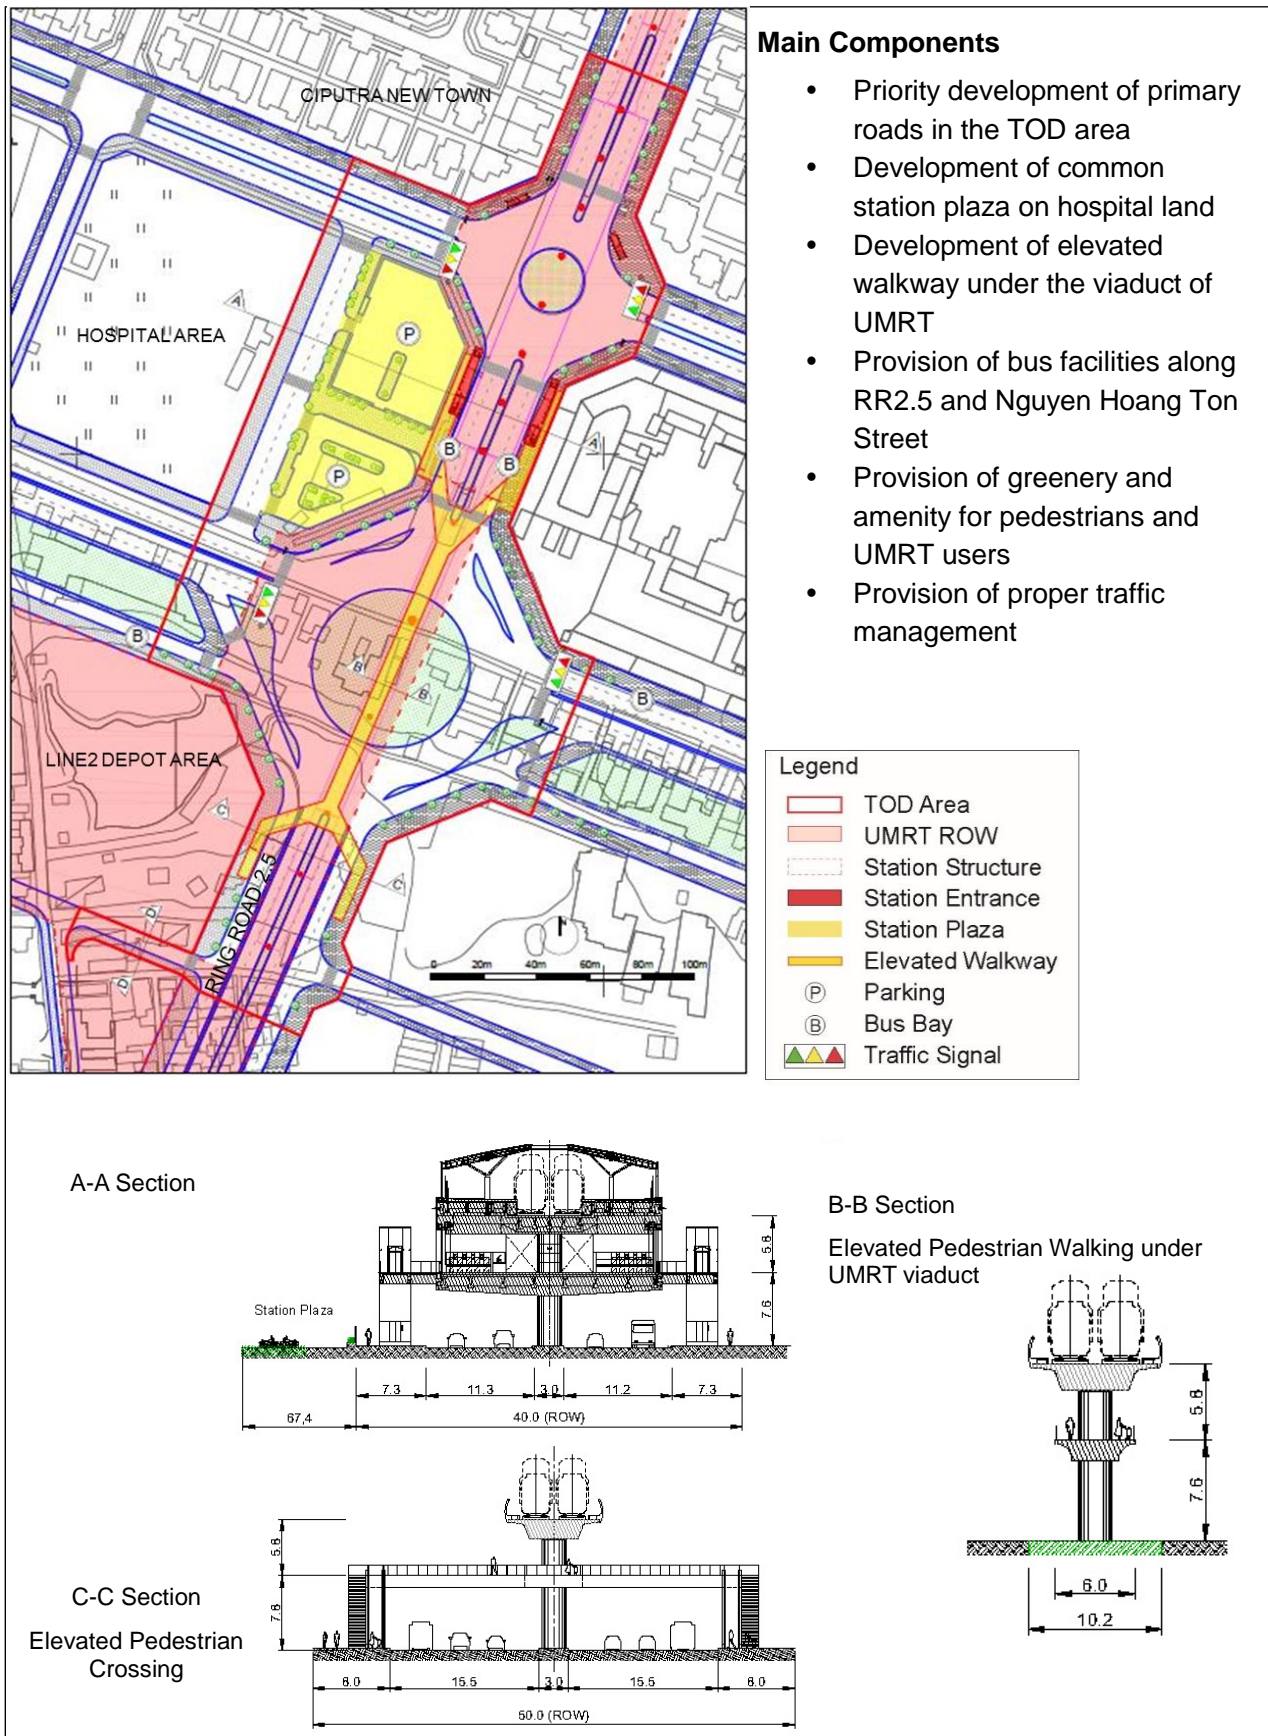 Main Components
• Priority development of primary
roads in the TOD area
• Development of common
station plaza on hospital land
• Development of elevated
walkway under the viaduct of
UMRT
• Provision of bus facilities along
RR2.5 and Nguyen Hoang Ton
Street
• Provision of greenery and
amenity for pedestrians and
UMRT users
• Provision of proper traffic
management
CIPUTRA NEW TOWN
A
HOSPITAL AREA
P
A
B
B
P
B
B
B
B
LINE2 DEPOT AREA
C
C
RING ROAD 2.5
D
D
0 20m 40m 60m 80m 100m
Legend
TOD Area
UMRT ROW
Station Structure
Station Entrance
Station Plaza
Elevated Walkway
P Parking
B Bus Bay
Traffic Signal
A-A Section
Station Plaza
5.8
7.6
7.3 11.3 3.0 11.2 7.3
67,4 40.0 (ROW)
B-B Section
Elevated Pedestrian Walking under
UMRT viaduct
5.8
7.6
6.0
10.2
C-C Section
Elevated Pedestrian
Crossing
5.8
7.6
6.0 15.5 3.0 15.5 6.0
50.0 (ROW)